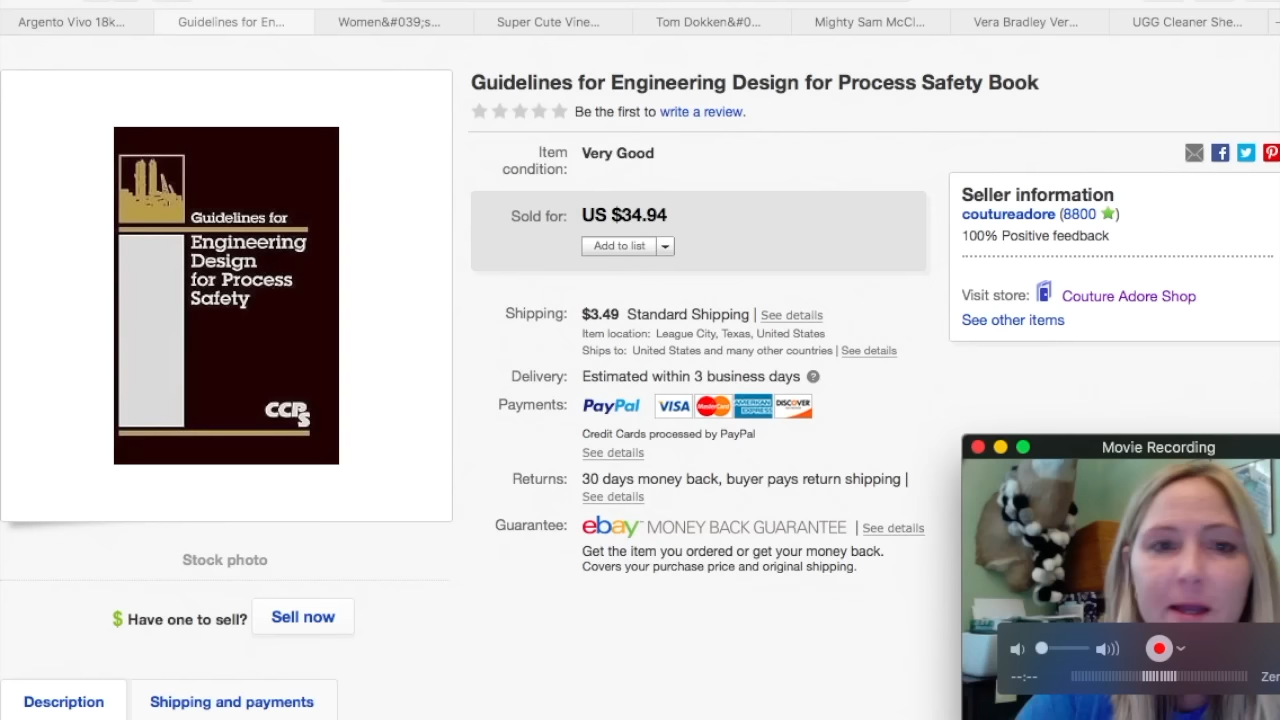 Argento Vivo 18k...
Guidelines for En...
Women&#039;s...
Super Cute Vine...
Tom Dokken&#0...
Mighty Sam McCl...
Vera Bradley Ver...
UGG Cleaner She...
Guidelines for
Engineering
Design
for Process
Safety
CCPS
Stock photo
$ Have one to sell? Sell now
Guidelines for Engineering Design for Process Safety Book
Be the first to write a review.
Item condition: Very Good
Sold for: US $34.94
Add to list
Shipping: $3.49 Standard Shipping | See details
Item location: League City, Texas, United States
Ships to: United States and many other countries | See details
Delivery: Estimated within 3 business days ?
Payments: PayPal VISA MasterCard AMERICAN EXPRESS DISCOVER
Credit Cards processed by PayPal
See details
Returns: 30 days money back, buyer pays return shipping |
See details
Guarantee: ebay MONEY BACK GUARANTEE | See details
Get the item you ordered or get your money back.
Covers your purchase price and original shipping.
Seller information
coutureadore (8800)
100% Positive feedback
Visit store: Couture Adore Shop
See other items
Movie Recording
--:--
Description
Shipping and payments